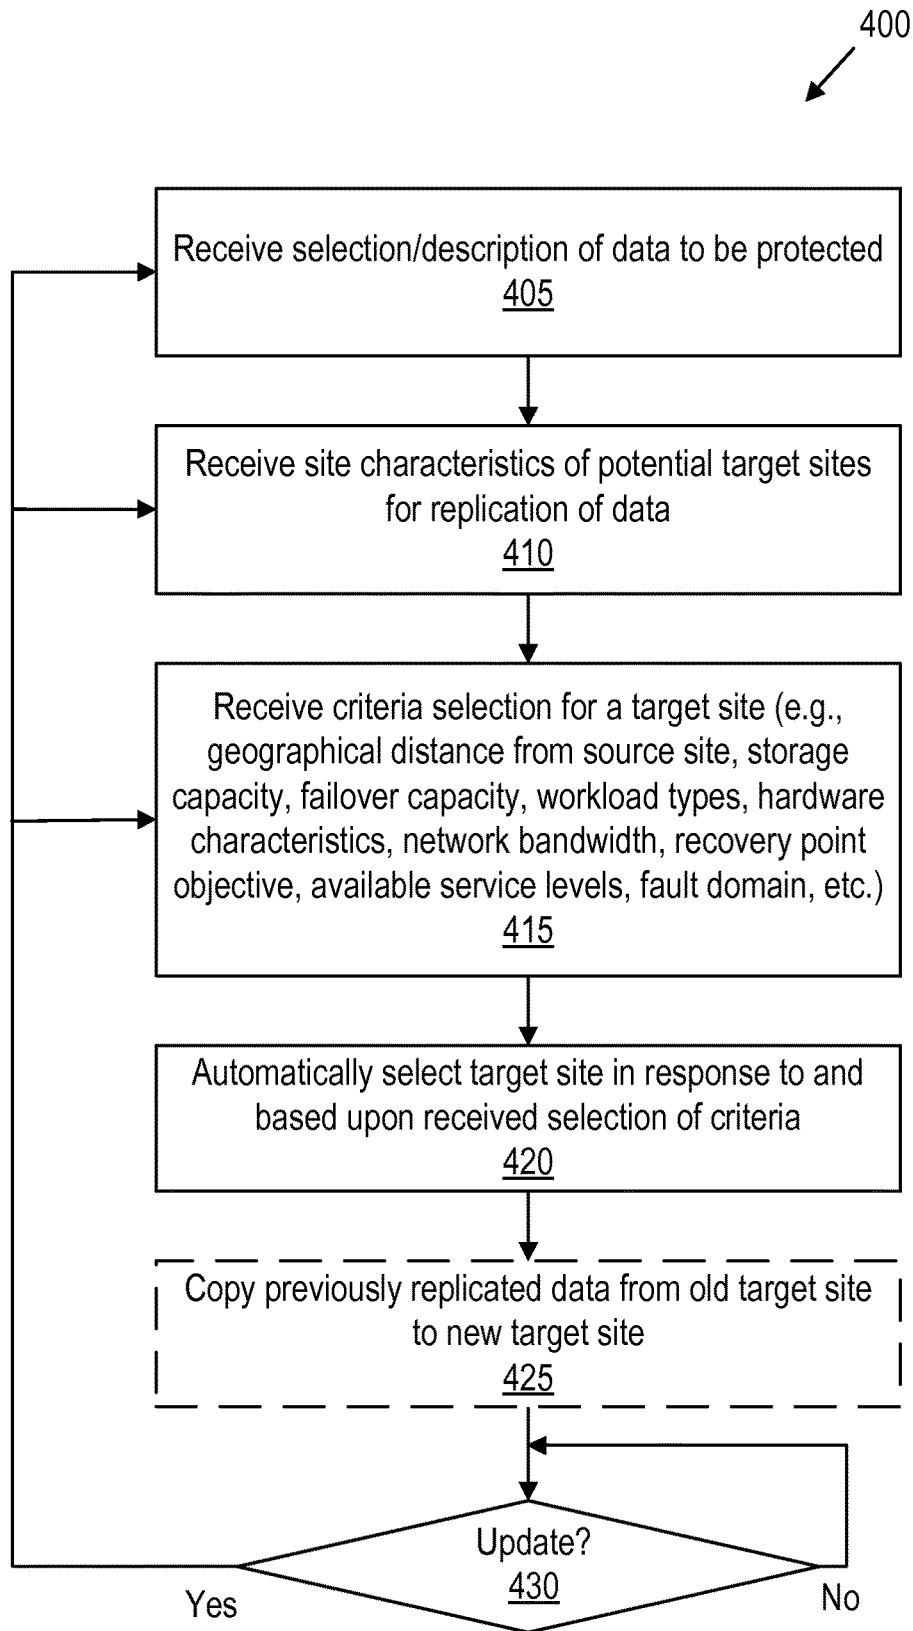 400
Receive selection/description of data to be protected
405
Receive site characteristics of potential target sites
for replication of data
410
Receive criteria selection for a target site (e.g.,
geographical distance from source site, storage
capacity, failover capacity, workload types, hardware
characteristics, network bandwidth, recovery point
objective, available service levels, fault domain, etc.)
415
Automatically select target site in response to and
based upon received selection of criteria
420
Copy previously replicated data from old target site
to new target site
425
Update?
430
Yes
No